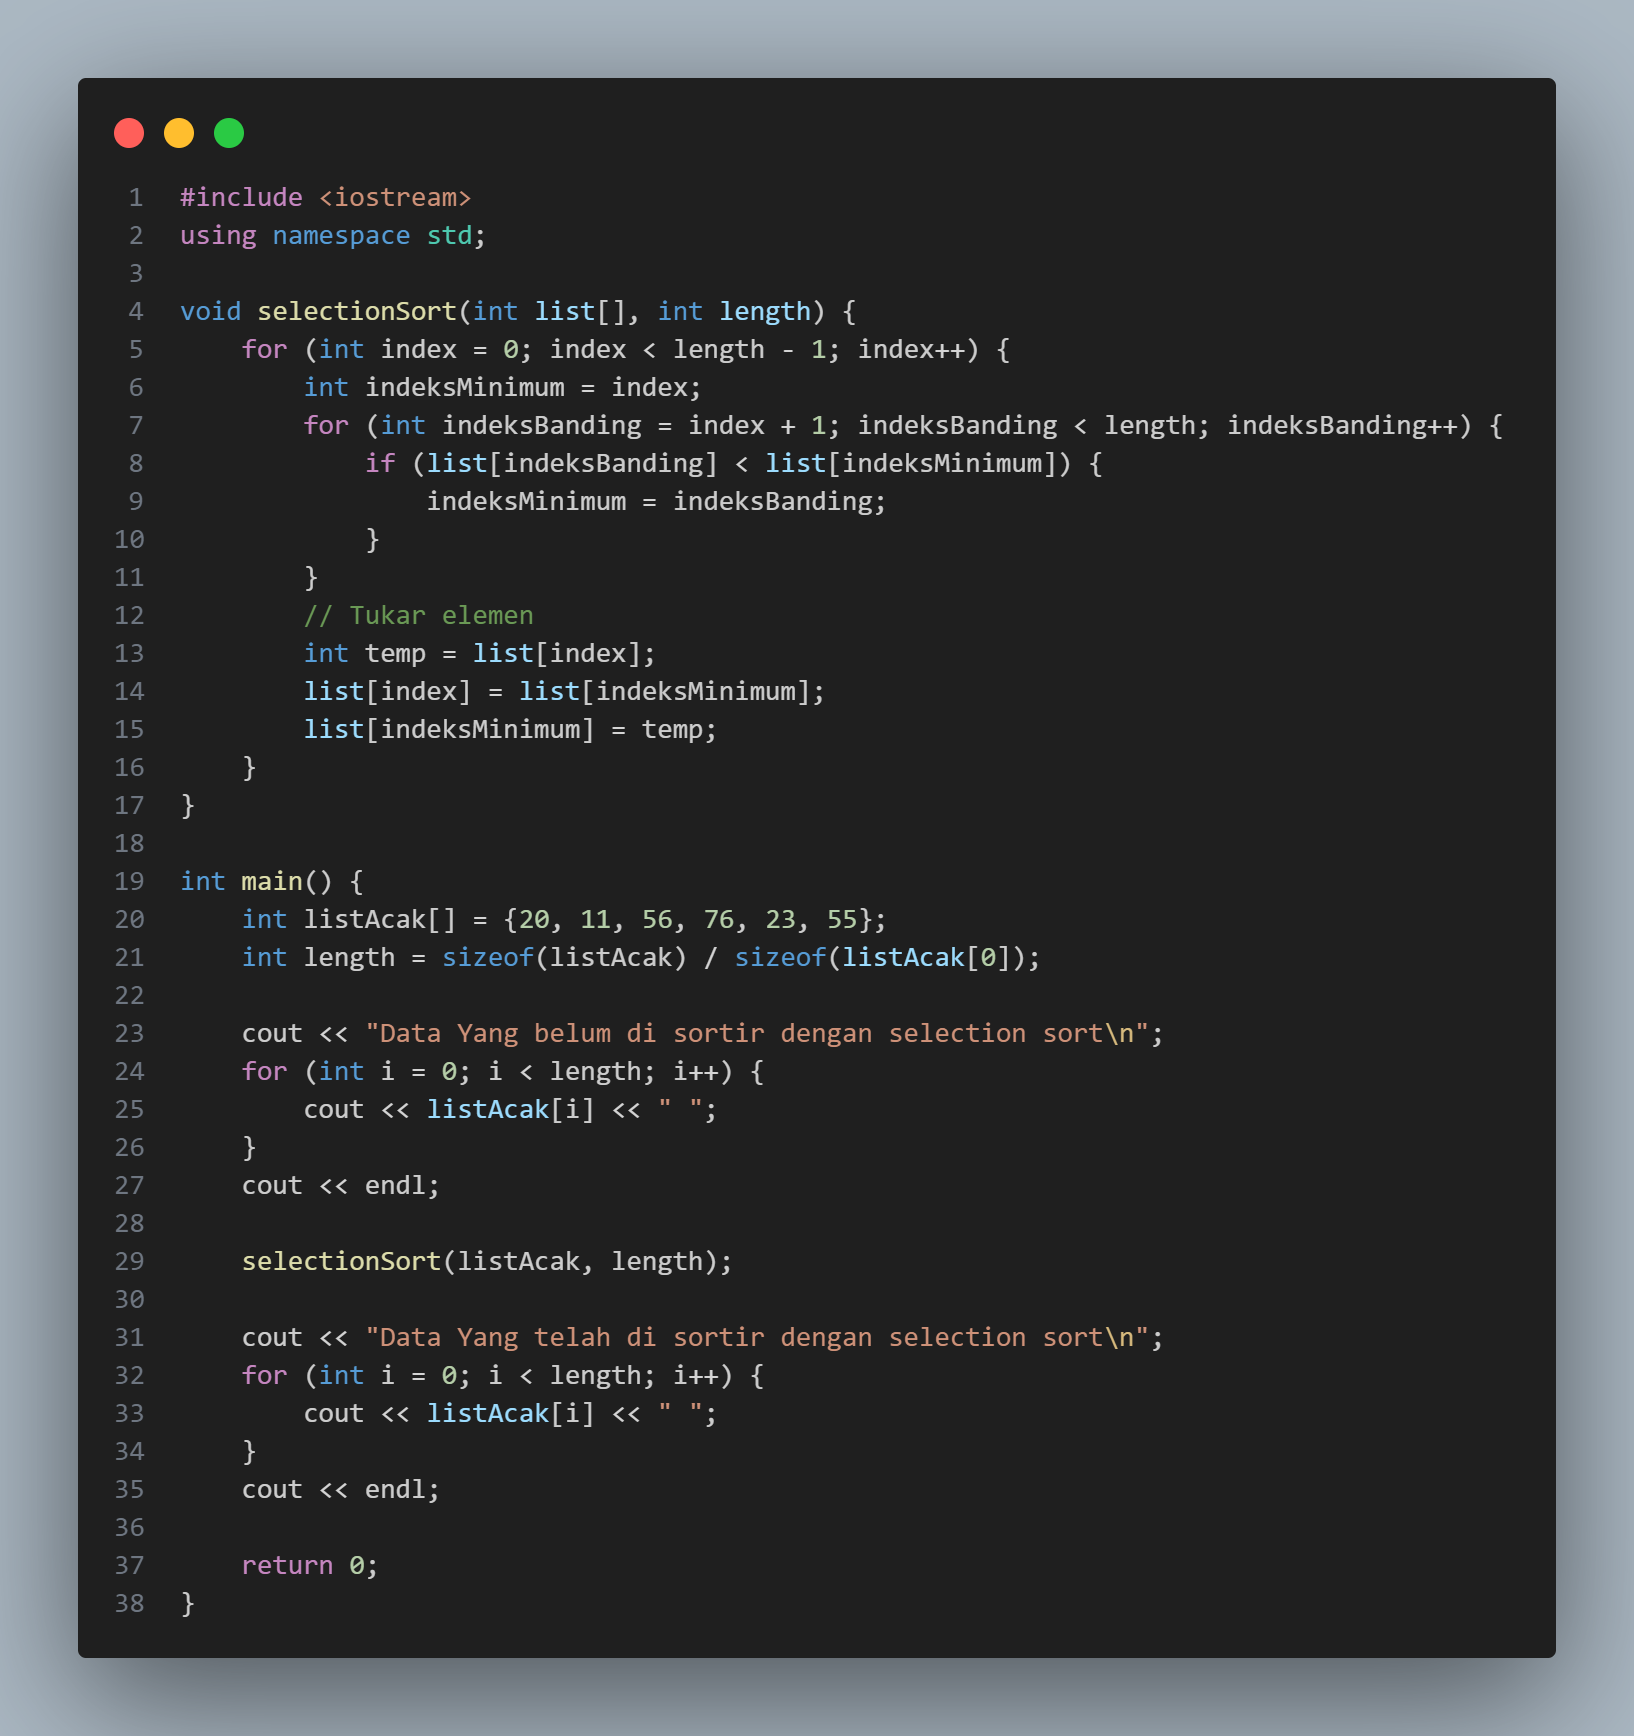 1 #include <iostream>
2 using namespace std;
3
4 void selectionSort(int list[], int length) {
5     for (int index = 0; index < length - 1; index++) {
6         int indeksMinimum = index;
7         for (int indeksBanding = index + 1; indeksBanding < length; indeksBanding++) {
8             if (list[indeksBanding] < list[indeksMinimum]) {
9                 indeksMinimum = indeksBanding;
10             }
11         }
12         // Tukar elemen
13         int temp = list[index];
14         list[index] = list[indeksMinimum];
15         list[indeksMinimum] = temp;
16     }
17 }
18
19 int main() {
20     int listAcak[] = {20, 11, 56, 76, 23, 55};
21     int length = sizeof(listAcak) / sizeof(listAcak[0]);
22
23     cout << "Data Yang belum di sortir dengan selection sort\n";
24     for (int i = 0; i < length; i++) {
25         cout << listAcak[i] << " ";
26     }
27     cout << endl;
28
29     selectionSort(listAcak, length);
30
31     cout << "Data Yang telah di sortir dengan selection sort\n";
32     for (int i = 0; i < length; i++) {
33         cout << listAcak[i] << " ";
34     }
35     cout << endl;
36
37     return 0;
38 }